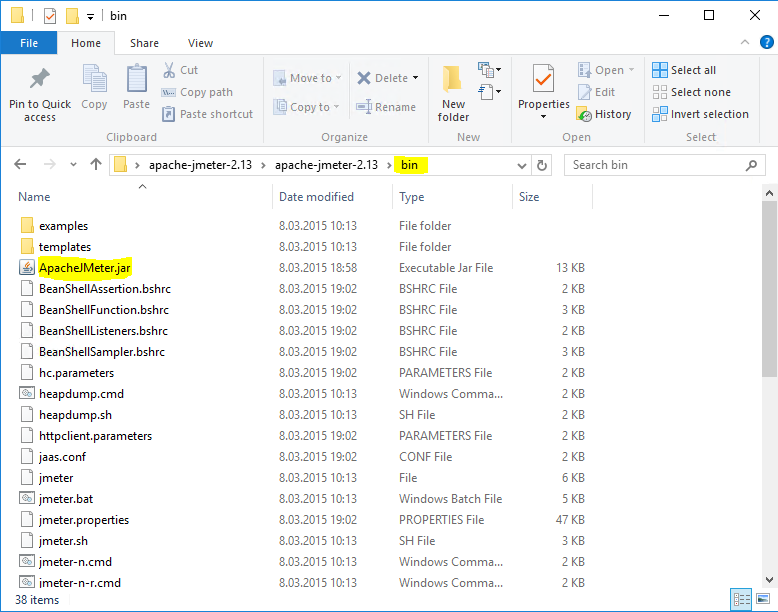 bin
File Home Share View
Pin to Quick access
Copy
Paste
Cut
Copy path
Paste shortcut
Clipboard
Move to
Copy to
Delete
Rename
Organize
New folder
New
Properties
Open
Edit
History
Open
Select all
Select none
Invert selection
Select
apache-jmeter-2.13 apache-jmeter-2.13 bin
Search bin
Name Date modified Type Size
examples 8.03.2015 10:13 File folder
templates 8.03.2015 10:13 File folder
ApacheJMeter.jar 8.03.2015 18:58 Executable Jar File 13 KB
BeanShellAssertion.bshrc 8.03.2015 19:02 BSHRC File 2 KB
BeanShellFunction.bshrc 8.03.2015 19:02 BSHRC File 3 KB
BeanShellListeners.bshrc 8.03.2015 19:02 BSHRC File 2 KB
BeanShellSampler.bshrc 8.03.2015 19:02 BSHRC File 3 KB
hc.parameters 8.03.2015 19:02 PARAMETERS File 2 KB
heapdump.cmd 8.03.2015 10:13 Windows Comma... 2 KB
heapdump.sh 8.03.2015 10:13 SH File 2 KB
httpclient.parameters 8.03.2015 19:02 PARAMETERS File 2 KB
jaas.conf 8.03.2015 19:02 CONF File 2 KB
jmeter 8.03.2015 10:13 File 6 KB
jmeter.bat 8.03.2015 10:13 Windows Batch File 5 KB
jmeter.properties 8.03.2015 19:02 PROPERTIES File 47 KB
jmeter.sh 8.03.2015 10:13 SH File 3 KB
jmeter-n.cmd 8.03.2015 10:13 Windows Comma... 2 KB
jmeter-n-r.cmd 8.03.2015 10:13 Windows Comma... 2 KB
38 items